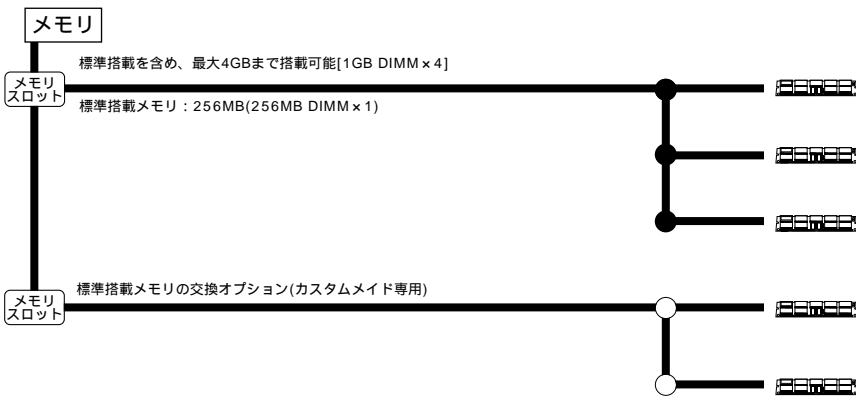 メモリ
標準搭載を含め、最大4GBまで搭載可能[1GB DIMM×4]
メモリ
スロット
標準搭載メモリ：256MB(256MB DIMM×1)
標準搭載メモリの交換オプション(カスタムメイド専用)
メモリ
スロット